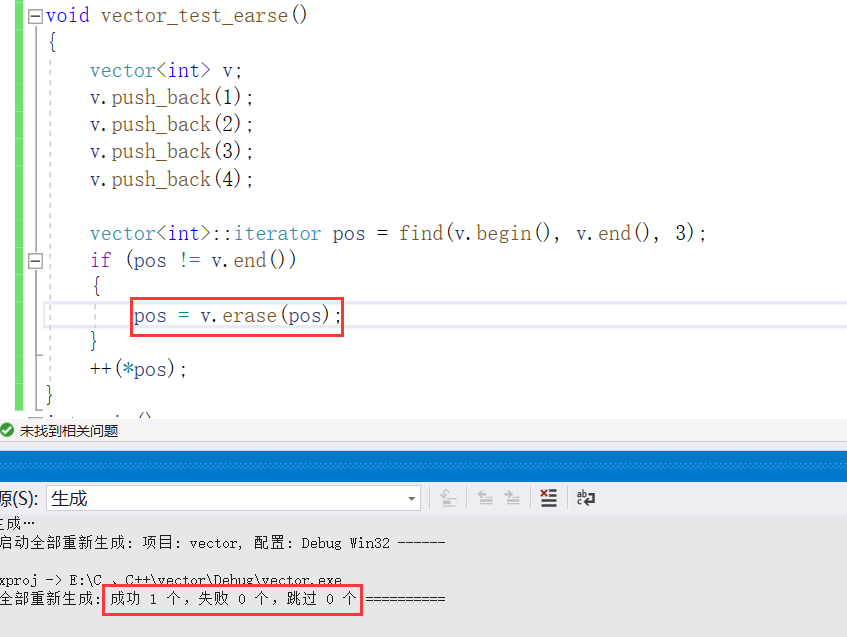 void vector_test_earse()
{
vector<int> v;
v.push_back(1);
v.push_back(2);
v.push_back(3);
v.push_back(4);
vector<int>::iterator pos = find(v.begin(), v.end(), 3);
if (pos != v.end())
{
pos = v.erase(pos);
}
++(*pos);
}
未找到相关问题
源(S): 生成
生成…
启动全部重新生成: 项目: vector, 配置: Debug Win32 ------
xproj -> E:\C 、C++\vector\Debug\vector.exe
全部重新生成: 成功 1 个，失败 0 个，跳过 0 个 ==========